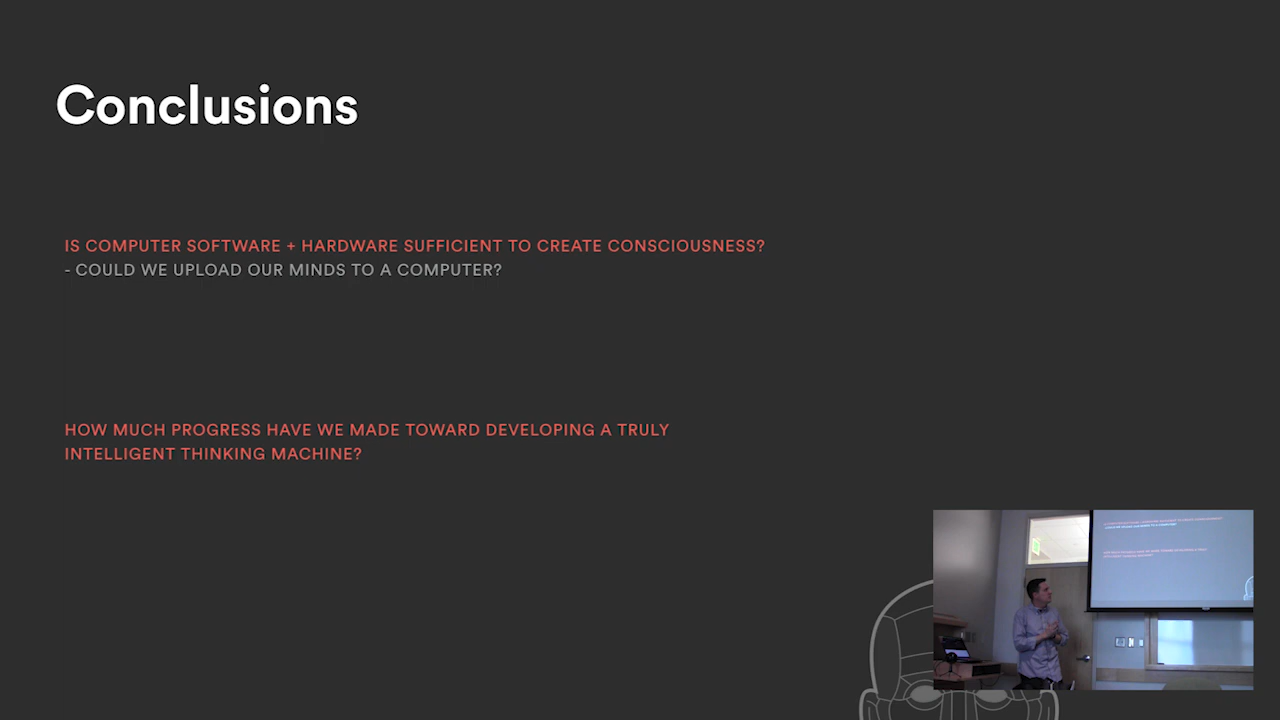 Conclusions
IS COMPUTER SOFTWARE + HARDWARE SUFFICIENT TO CREATE CONSCIOUSNESS?
- COULD WE UPLOAD OUR MINDS TO A COMPUTER?
HOW MUCH PROGRESS HAVE WE MADE TOWARD DEVELOPING A TRULY
INTELLIGENT THINKING MACHINE?